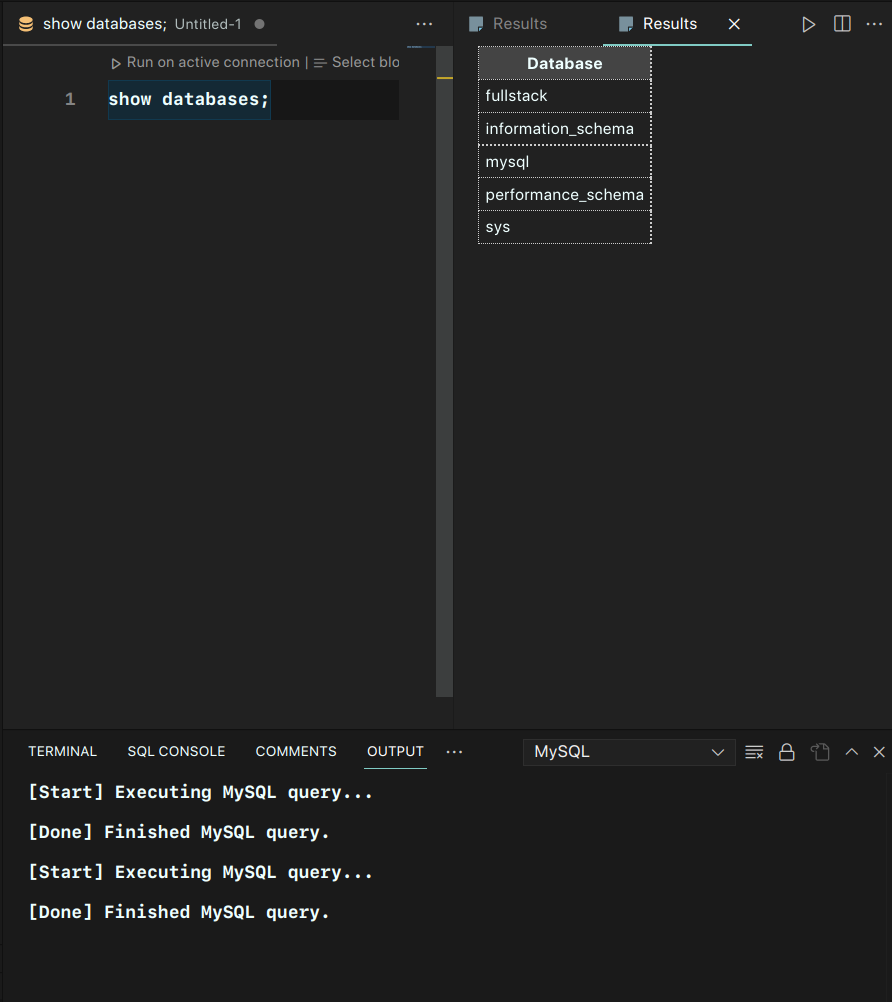 show databases; Untitled-1
Run on active connection | Select blo
1 show databases;
Results
Results
Database
fullstack
information_schema
mysql
performance_schema
sys
TERMINAL SQL CONSOLE COMMENTS OUTPUT
MySQL
[Start] Executing MySQL query...
[Done] Finished MySQL query.
[Start] Executing MySQL query...
[Done] Finished MySQL query.